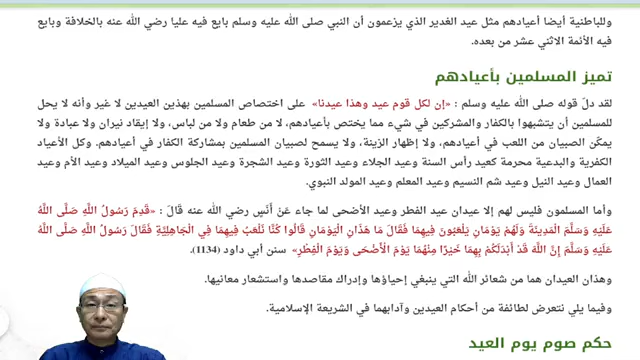 وللباطنية أيضا أعيادهم مثل عيد الغدير الذي يزعمون أن النبي صلى الله عليه وسلم بايع فيه عليا رضي الله عنه بالخلافة وبايع
فيه الأئمة الاثني عشر من بعده.
تميز المسلمين بأعيادهم
لقد دلّ قوله صلى الله عليه وسلم : «إن لكل قوم عيد وهذا عيدنا» على اختصاص المسلمين بهذين العيدين لا غير وأنه لا يحل
للمسلمين أن يتشبهوا بالكفار والمشركين في شيء مما يختص بأعيادهم، لا من طعام ولا من لباس، ولا إيقاد نيران ولا عبادة ولا
يمكّن الصبيان من اللعب في أعيادهم، ولا إظهار الزينة، ولا يسمح لصبيان المسلمين بمشاركة الكفار في أعيادهم. وكل الأعياد
الكفرية والبدعية محرمة كعيد رأس السنة وعيد الجلاء وعيد الثورة وعيد الشجرة وعيد الجلوس وعيد الميلاد وعيد الأم وعيد
العمال وعيد النيل وعيد شم النسيم وعيد المعلم وعيد المولد النبوي.
وأما المسلمون فليس لهم إلا عيدان عيد الفطر وعيد الأضحى لما جاء عَنْ أَنَسٍ رضي الله عنه قَالَ : «قَدِمَ رَسُولُ اللَّهِ صَلَّى اللَّهُ
عَلَيْهِ وَسَلَّمَ الْمَدِينَةَ وَلَهُمْ يَوْمَانِ يَلْعَبُونَ فِيهِمَا فَقَالَ مَا هَذَانِ الْيَوْمَانِ قَالُوا كُنَّا نَلْعَبُ فِيهِمَا فِي الْجَاهِلِيَّةِ فَقَالَ رَسُولُ اللَّهِ صَلَّى اللَّهُ
عَلَيْهِ وَسَلَّمَ إِنَّ اللَّهَ قَدْ أَبْدَلَكُمْ بِهِمَا خَيْرًا مِنْهُمَا يَوْمَ الْأَضْحَى وَيَوْمَ الْفِطْرِ» سنن أبي داود (1134).
وهذان العيدان هما من شعائر الله التي ينبغي إحياؤها وإدراك مقاصدها واستشعار معانيها.
وفيما يلي نتعرض لطائفة من أحكام العيدين وآدابهما في الشريعة الإسلامية.
حكم صوم يوم العيد